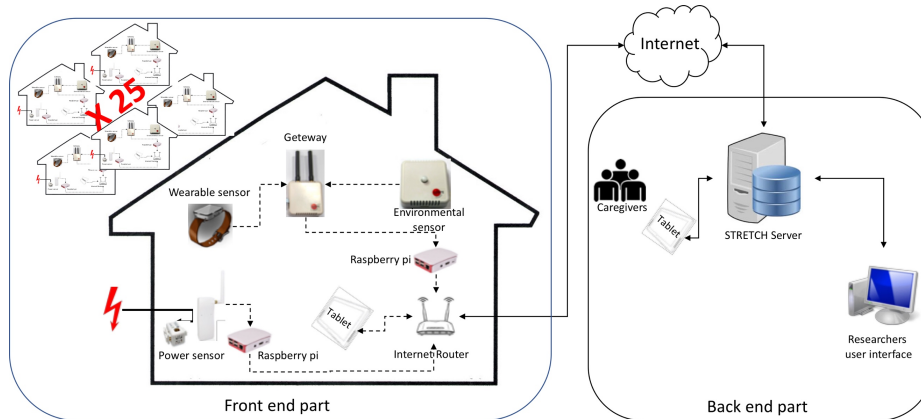 X 25
Internet
Geteway
Wearable sensor
Environmental
sensor
Raspberry pi
Tablet
Power sensor
Raspberry pi
Internet Router
Front end part
Caregivers
Tablet
STRETCH Server
Researchers
user interface
Back end part